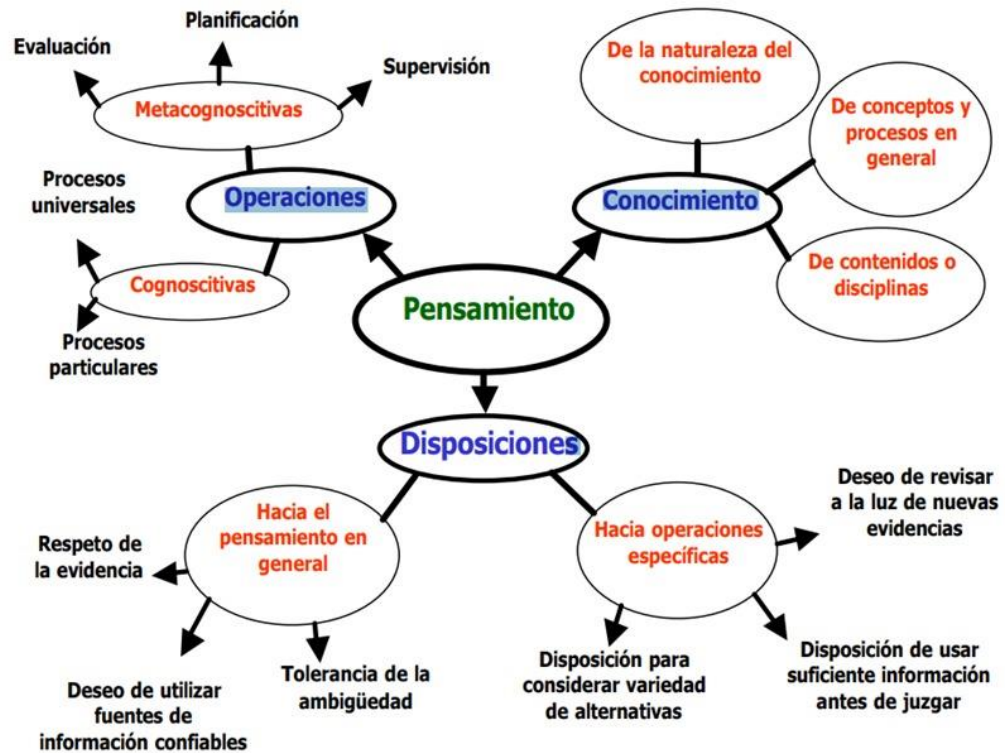 Planificación
Evaluación
Supervisión
Metacognoscitivas
Operaciones
Procesos
universales
Cognoscitivas
Procesos
particulares
De la naturaleza del
conocimiento
De conceptos y
procesos en
general
Conocimiento
De contenidos o
disciplinas
Pensamiento
Disposiciones
Hacia el
pensamiento en
general
Respeto de
la evidencia
Deseo de utilizar
fuentes de
información confiables
Tolerancia de la
ambigüedad
Hacia operaciones
específicas
Deseo de revisar
a la luz de nuevas
evidencias
Disposición para
considerar variedad
de alternativas
Disposición de usar
suficiente información
antes de juzgar